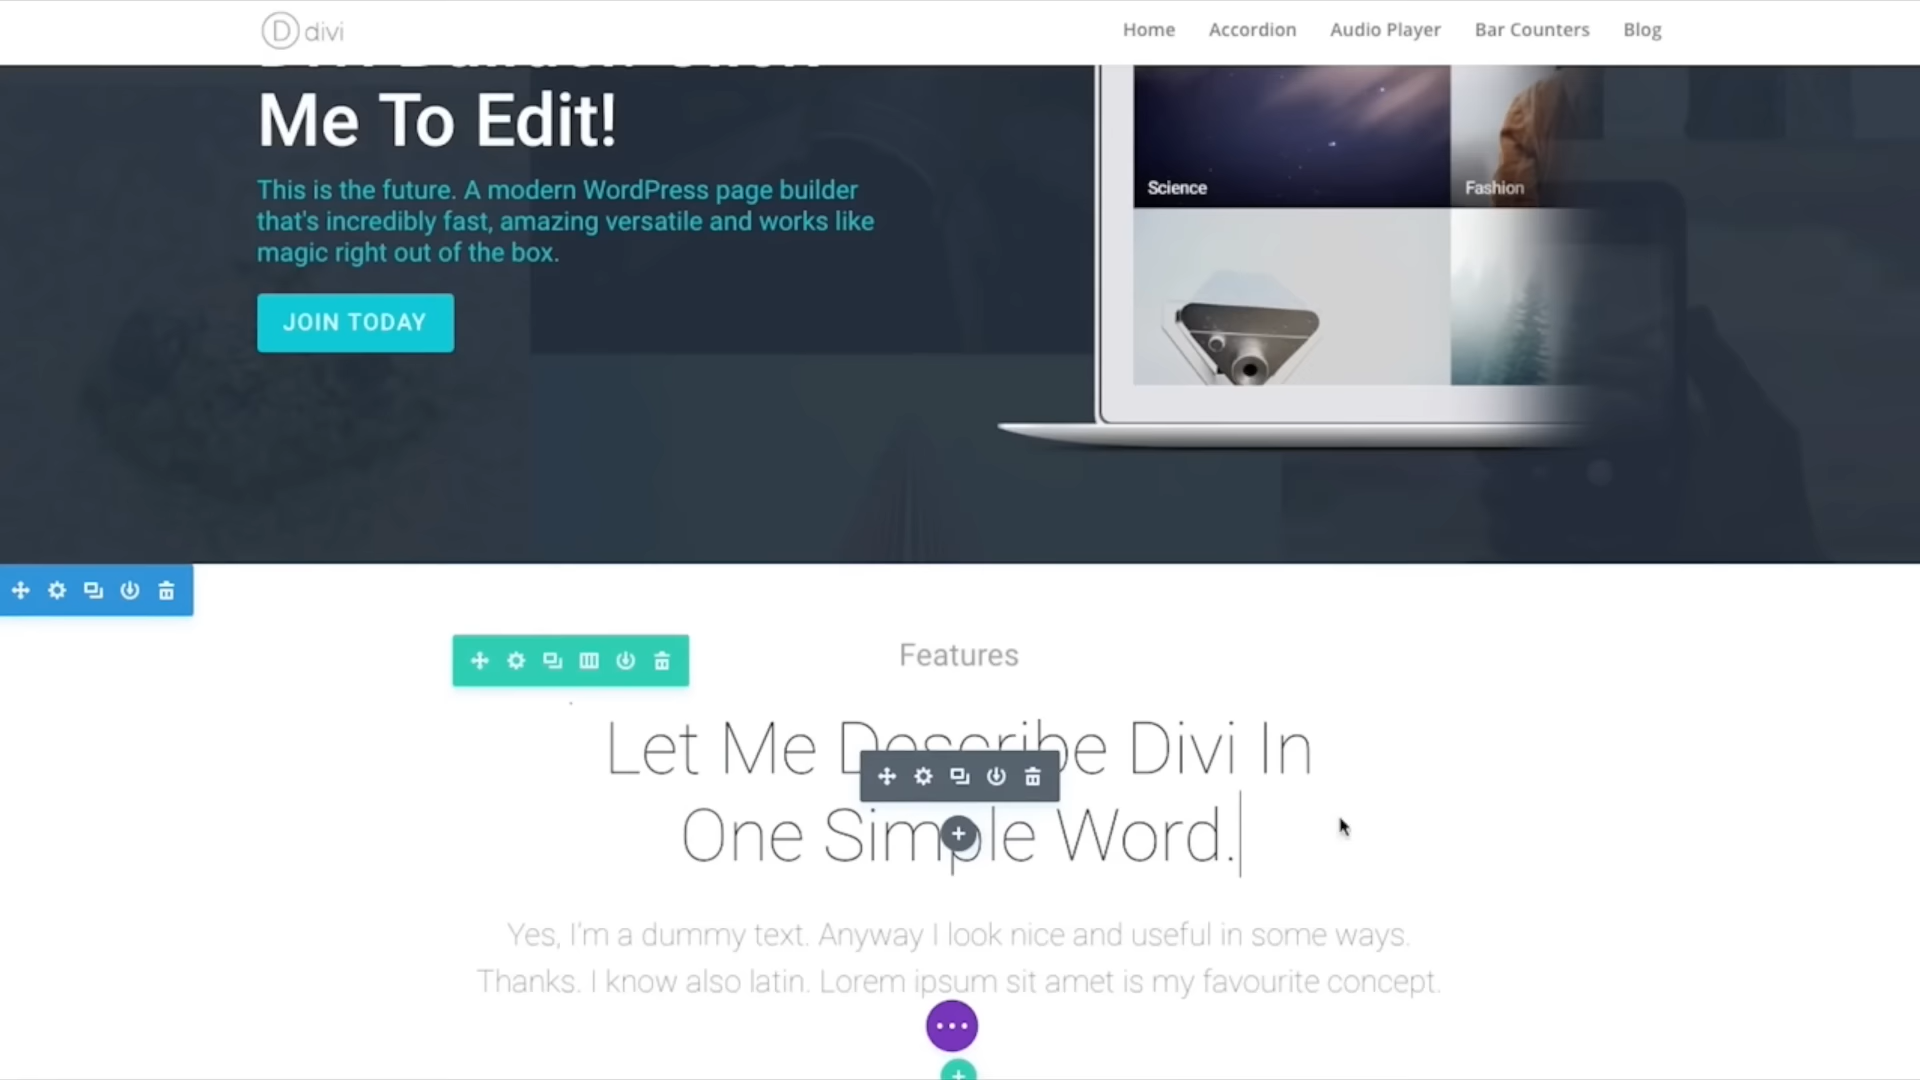 divi
Home Accordion Audio Player Bar Counters Blog
Me To Edit!
This is the future. A modern WordPress page builder
that's incredibly fast, amazing versatile and works like
magic right out of the box.
JOIN TODAY
Science
Fashion
Features
Let Me Describe Divi In
One Simple Word.
Yes, I'm a dummy text. Anyway I look nice and useful in some ways.
Thanks. I know also latin. Lorem ipsum sit amet is my favourite concept.